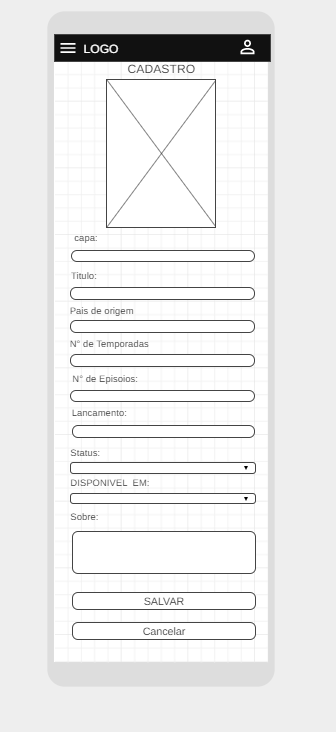 LOGO
CADASTRO
capa:
Titulo:
Pais de origem
N° de Temporadas
N° de Episoios:
Lancamento:
Status:
DISPONIVEL EM:
Sobre:
SALVAR
Cancelar